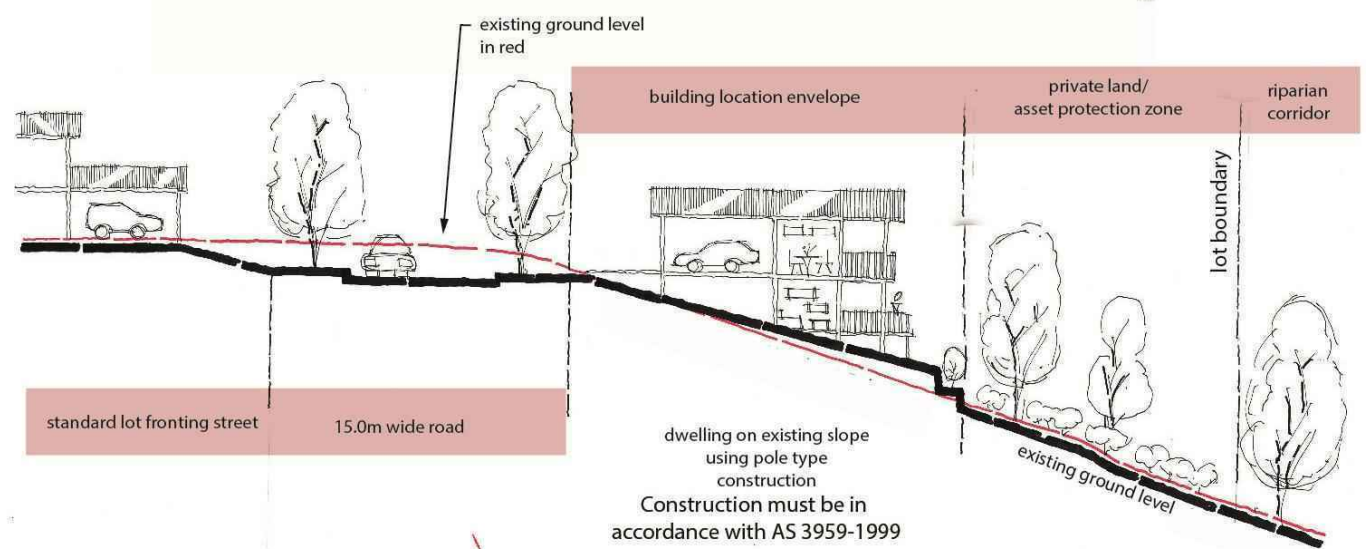 existing ground level
in red
building location envelope
private land/
asset protection zone
riparian
corridor
lot boundary
standard lot fronting street
15.0m wide road
dwelling on existing slope
using pole type
construction
Construction must be in
accordance with AS 3959-1999
existing ground level